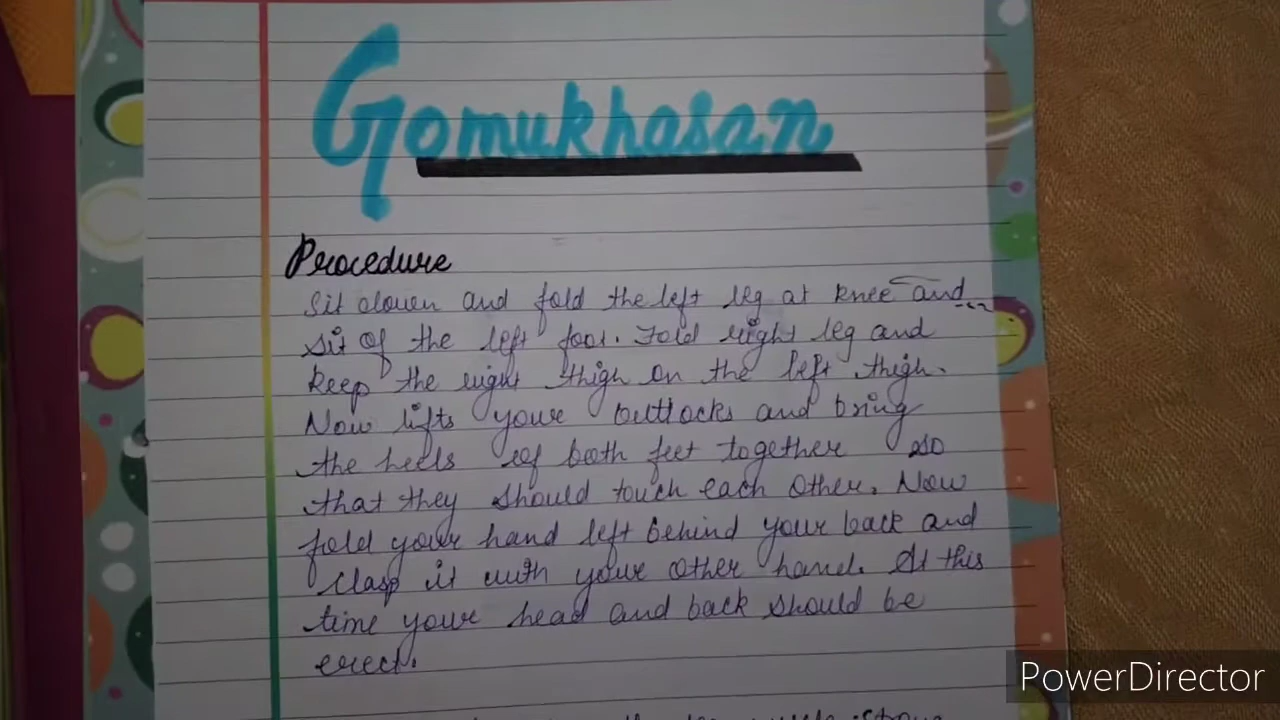 Gomukhasan
Procedure
Sit down and fold the left leg at knee and
sit of the left foot. Fold right leg and
keep the right thigh on the left thigh.
Now lifts your buttocks and bring
the heels of both feet together so
that they should touch each other. Now
fold your hand left behind your back and
clasp it with your other hand. At this
time your head and back should be
erect.
PowerDirector